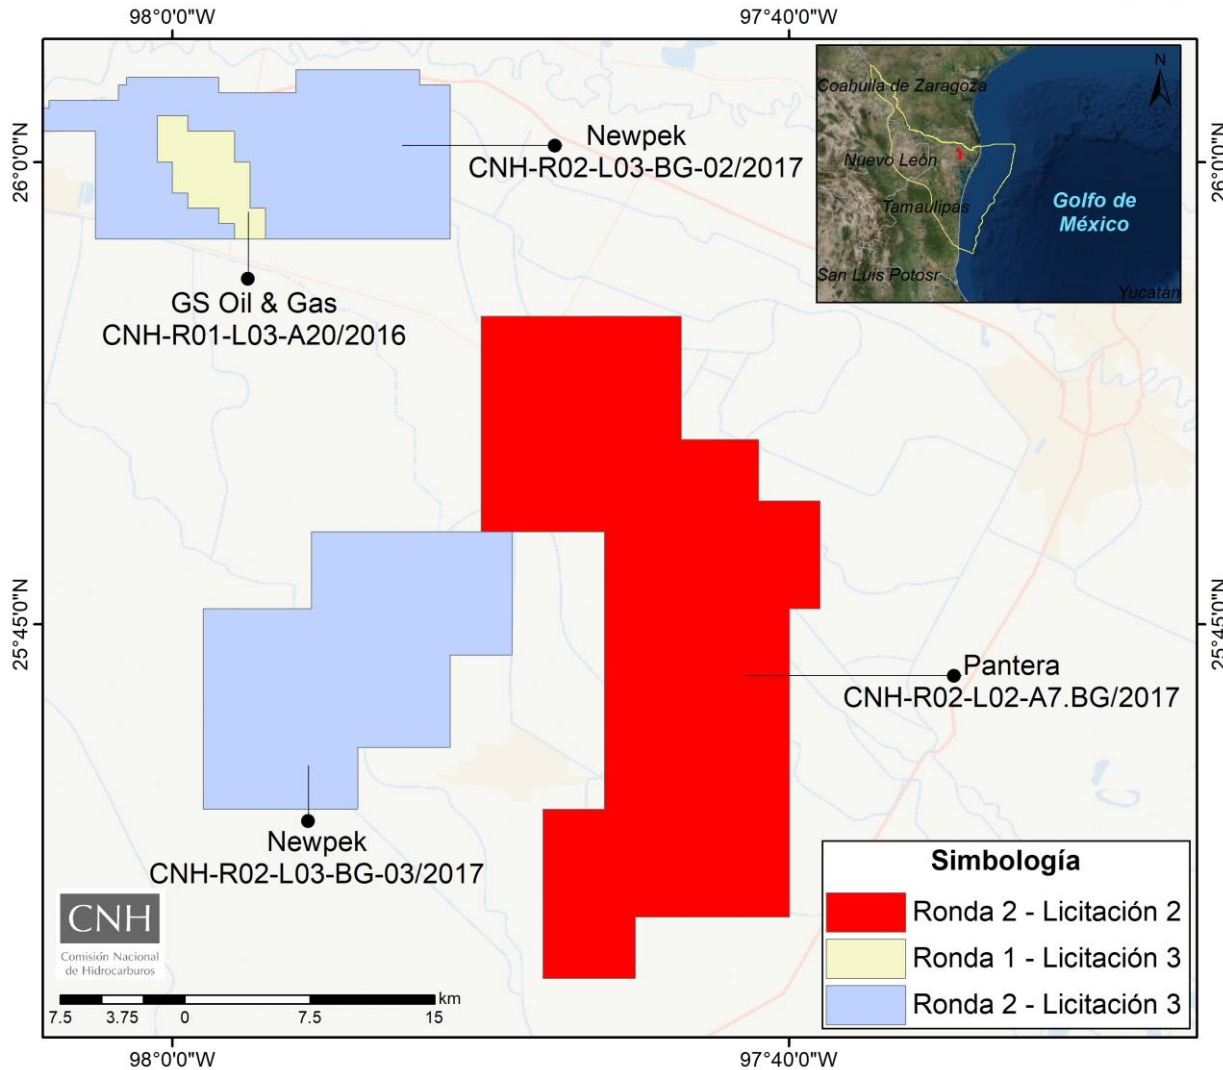 98°0'0"W
97°40'0"W
Coahuila de Zaragoza
N
Nuevo León
Tamaulipas
Golfo de
México
San Luis Potosr
Yucatán
26°0'0"N
26°0'0"N
Newpek
CNH-R02-L03-BG-02/2017
GS Oil & Gas
CNH-R01-L03-A20/2016
25°45'0"N
25°45'0"N
Pantera
CNH-R02-L02-A7.BG/2017
Newpek
CNH-R02-L03-BG-03/2017
Simbología
Ronda 2 - Licitación 2
Ronda 1 - Licitación 3
Ronda 2 - Licitación 3
CNH
Comisión Nacional
de Hidrocarburos
km
7.5 3.75 0 7.5 15
98°0'0"W
97°40'0"W